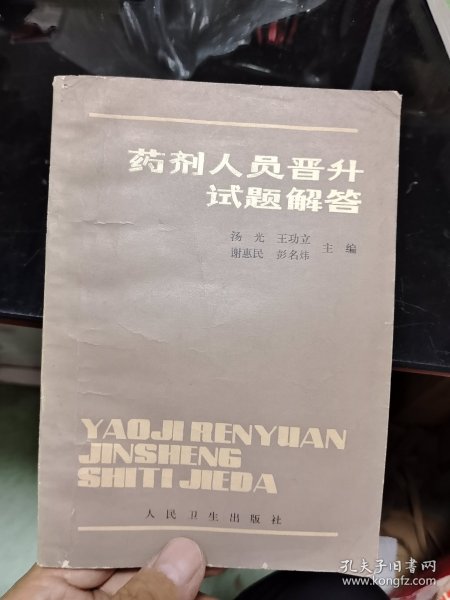 药剂人员晋升
试题解答
汤光 王功立
谢惠民 彭名炜 主编
YAOJI RENYUAN
JINSHENG
SHITI JIEDA
人民卫生出版社
孔夫子旧书网
www.kongfz.com